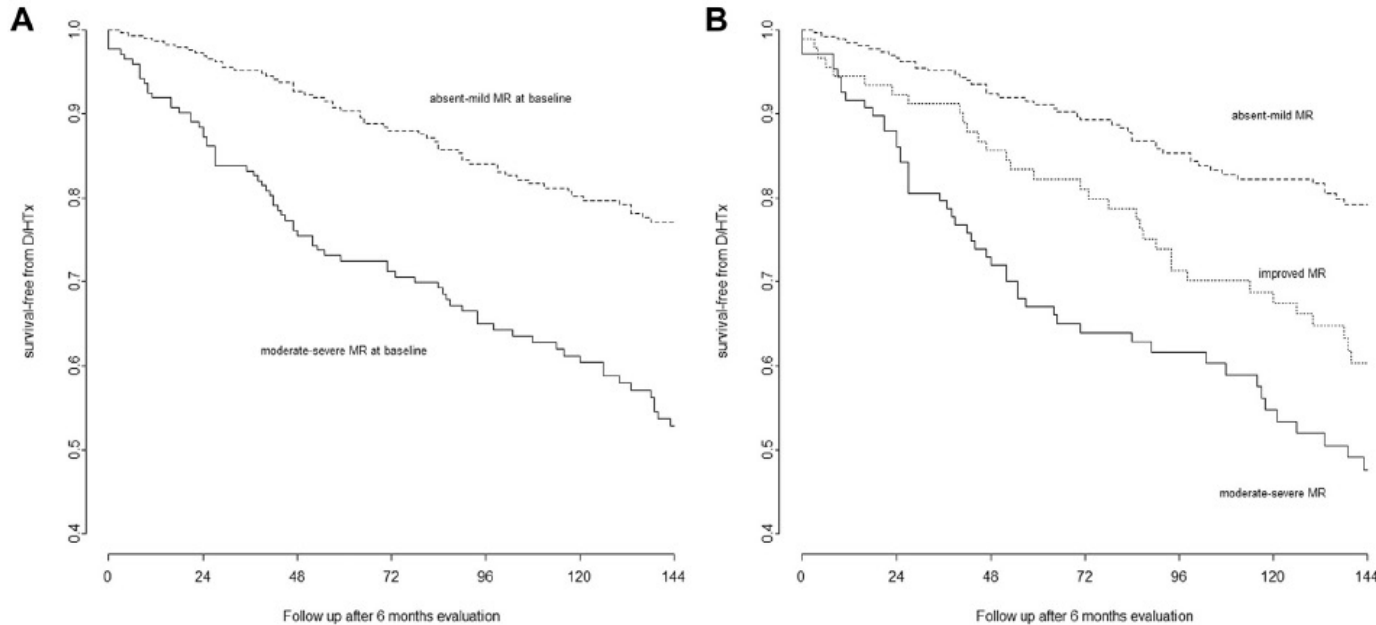 A
survival-free from D/HTx
1.0
0.9
0.8
0.7
0.6
0.5
0.4
absent-mild MR at baseline
moderate-severe MR at baseline
0 24 48 72 96 120 144
Follow up after 6 months evaluation
B
survival-free from D/HTx
1.0
0.9
0.8
0.7
0.6
0.5
0.4
absent-mild MR
improved MR
moderate-severe MR
0 24 48 72 96 120 144
Follow up after 6 months evaluation